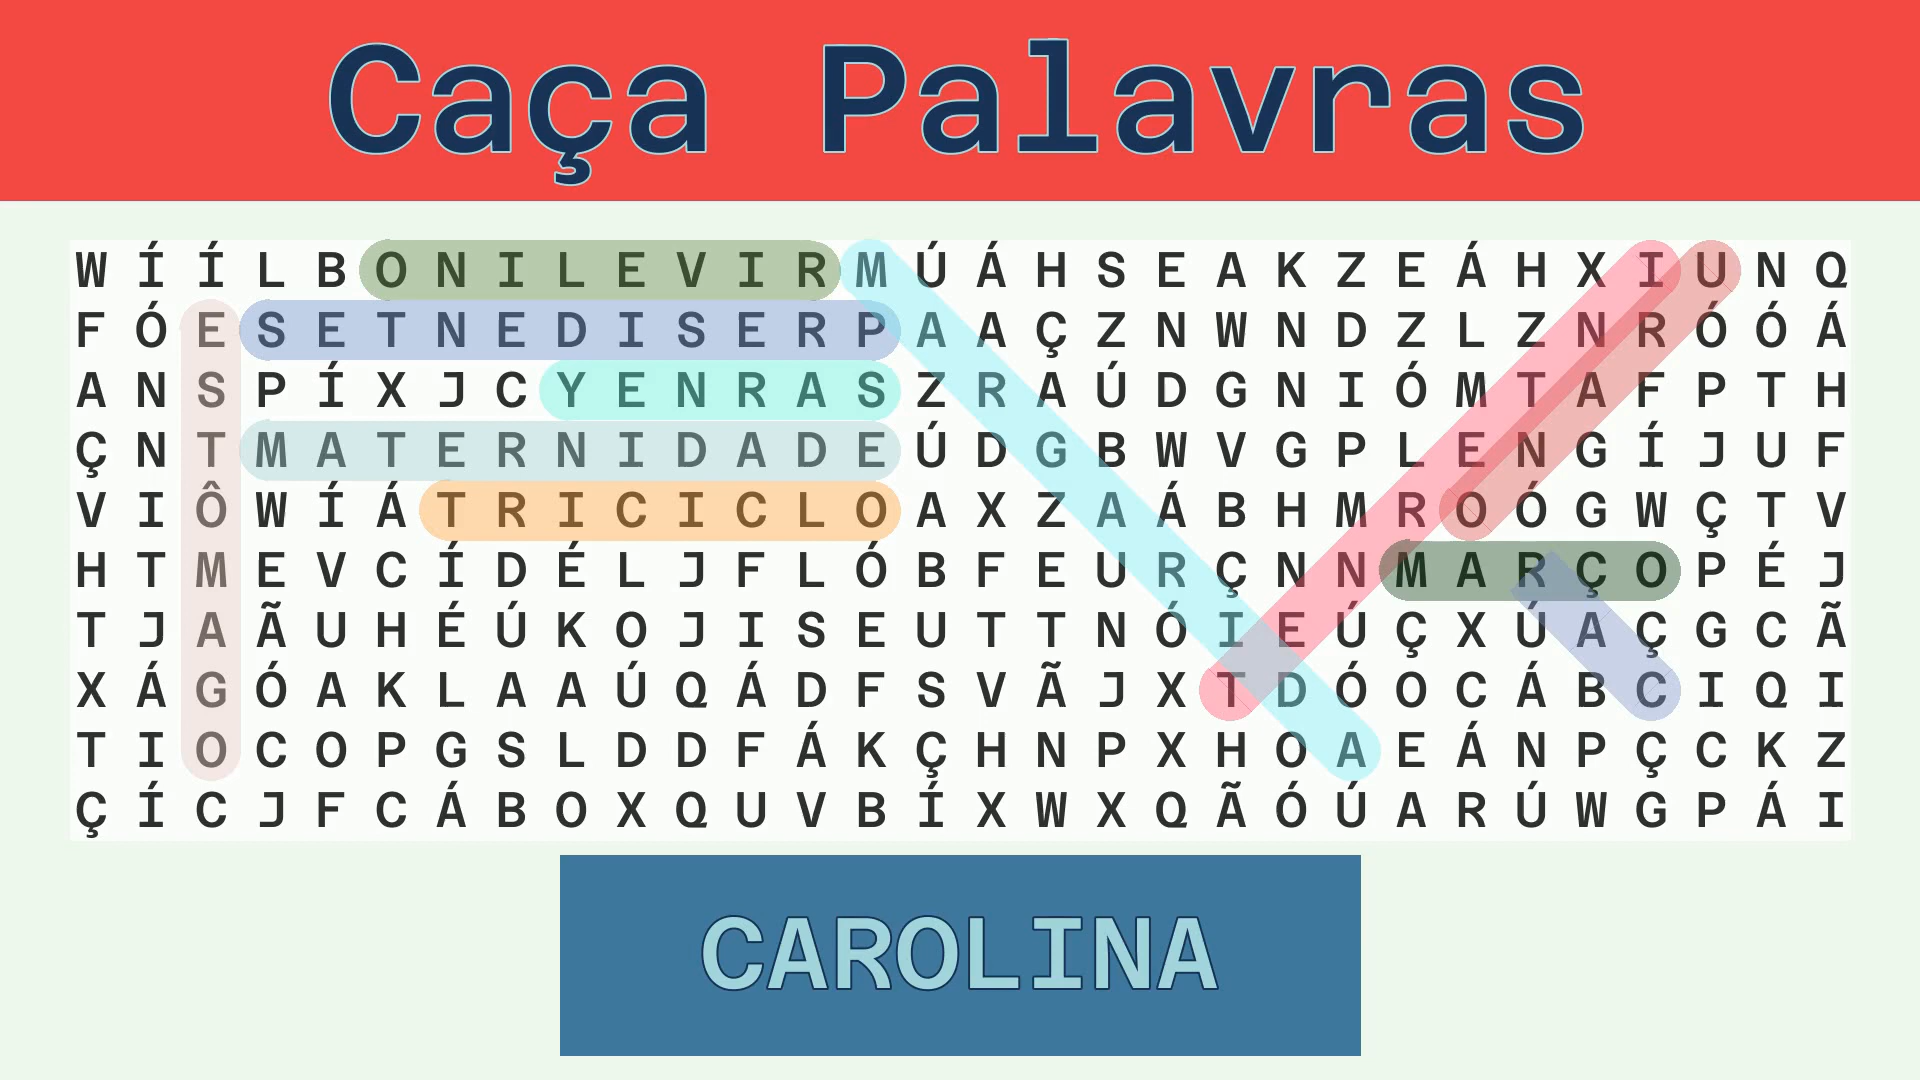 Caça Palavras
W Í Í L B O N I L E V I R M Ú Á H S E A K Z E Á H X I U N Q
F Ó E S E T N E D I S E R P A A Ç Z N W N D Z L Z N R Ó Ó Á
A N S P Í X J C Y E N R A S Z R A Ú D G N I Ó M T A F P T H
Ç N T M A T E R N I D A D E Ú D G B W V G P L E N G Í J U F
V I Ô W Í Á T R I C I C L O A X Z A Á B H M R O Ó G W Ç T V
H T M E V C Í D É L J F L Ó B F E U R Ç N N M A R Ç O P É J
T J A Ã U H É Ú K O J I S E U T T N Ó I E Ú Ç X Ú A Ç G C Ã
X Á G Ó A K L A A Ú Q Á D F S V Ã J X T D Ó O C Á B C I Q I
T I O C O P G S L D D F Á K Ç H N P X H O A E Á N P Ç C K Z
Ç Í C J F C Á B O X Q U V B Í X W X Q Ã Ó Ú A R Ú W G P Á I
CAROLINA